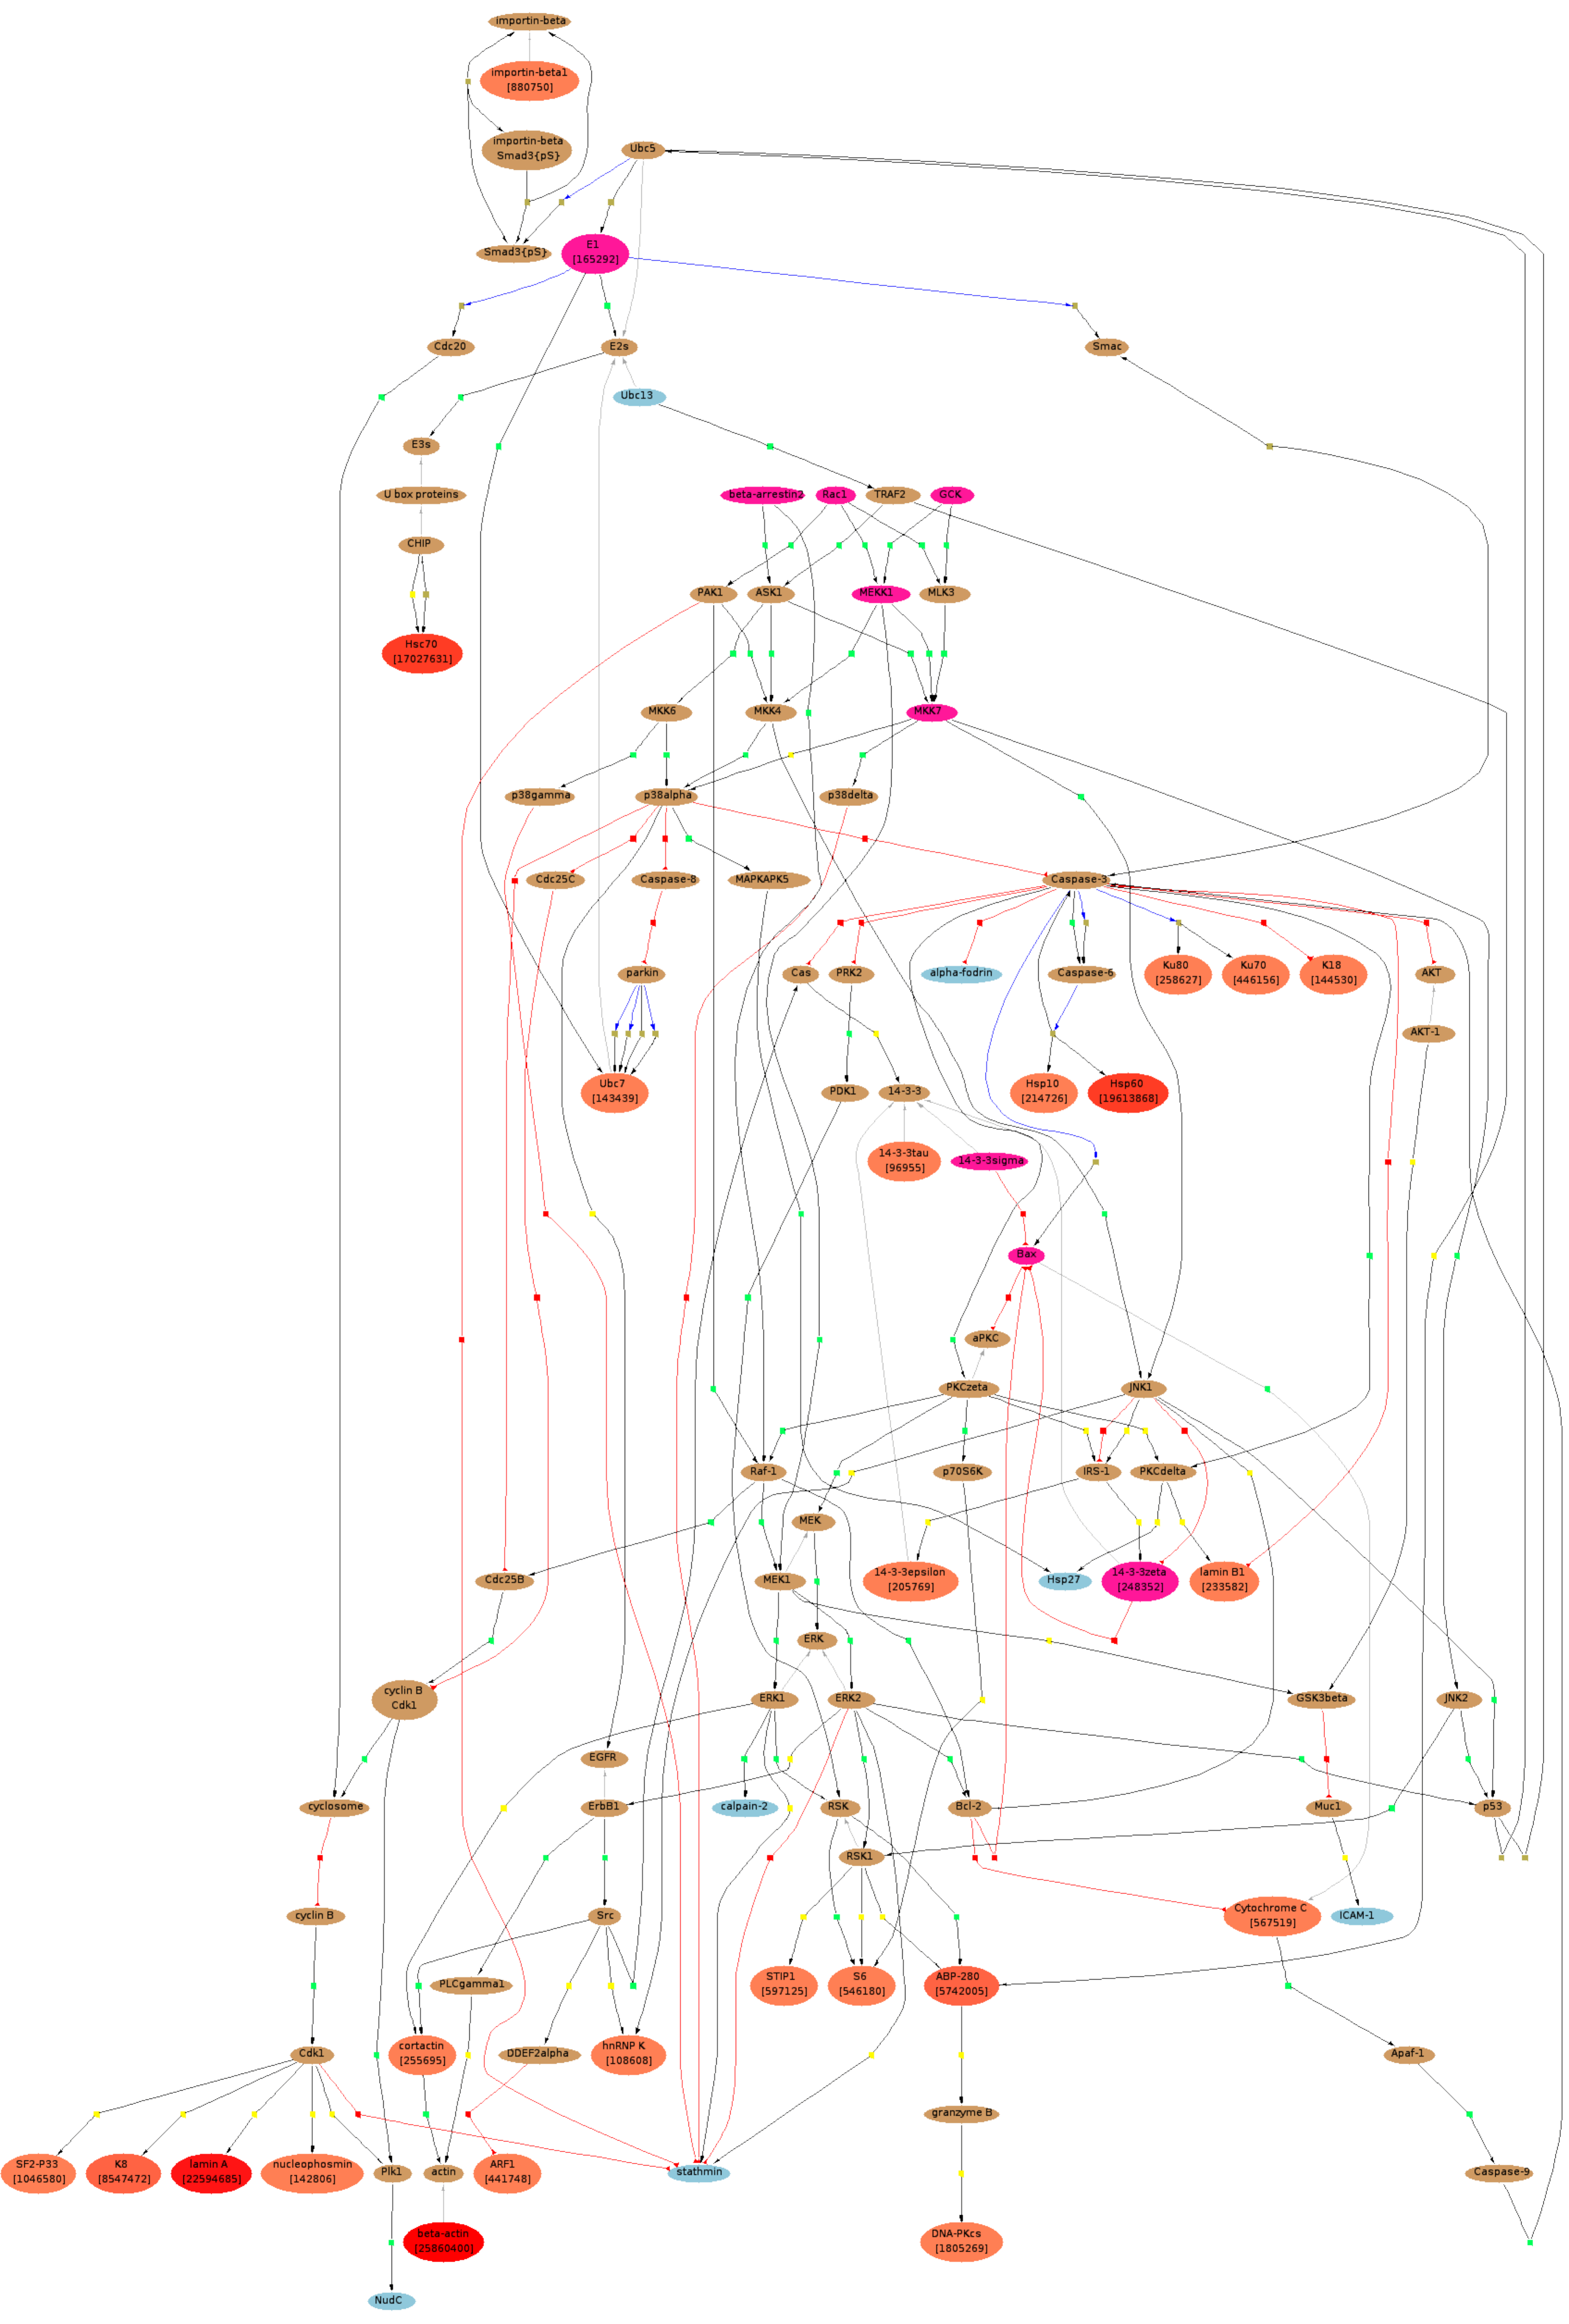 importin-beta
importin-beta1
[880750]
importin-beta
Smad3{pS}
Ubc5
Smad3{pS}
E1
[165292]
Cdc20
E2s
Smac
Ubc13
E3s
U box proteins
beta-arrestin2
Rac1
TRAF2
GCK
CHIP
PAK1
ASK1
MEKK1
MLK3
Hsc70
[17027631]
MKK6
MKK4
MKK7
p38gamma
p38alpha
p38delta
Cdc25C
Caspase-8
MAPKAPK5
Caspase-3
parkin
Cas
PRK2
alpha-fodrin
Caspase-6
Ku80
[258627]
Ku70
[446156]
K18
[144530]
AKT
AKT-1
Ubc7
[143439]
PDK1
14-3-3
Hsp10
[214726]
Hsp60
[19613868]
14-3-3tau
[96955]
14-3-3sigma
Bax
aPKC
PKCzeta
JNK1
Raf-1
p70S6K
IRS-1
PKCdelta
MEK
Cdc25B
MEK1
14-3-3epsilon
[205769]
Hsp27
14-3-3zeta
[248352]
lamin B1
[233582]
ERK
cyclin B
Cdk1
ERK1
ERK2
GSK3beta
JNK2
EGFR
cyclosome
ErbB1
calpain-2
RSK
Bcl-2
Muc1
p53
RSK1
cyclin B
Src
Cytochrome C
[567519]
ICAM-1
PLCgamma1
STIP1
[597125]
S6
[546180]
ABP-280
[5742005]
Cdk1
cortactin
[255695]
DDEF2alpha
hnRNP K
[108608]
Apaf-1
granzyme B
SF2-P33
[1046580]
K8
[8547472]
lamin A
[22594685]
nucleophosmin
[142806]
Plk1
actin
ARF1
[441748]
stathmin
Caspase-9
beta-actin
[25860400]
DNA-PKcs
[1805269]
NudC